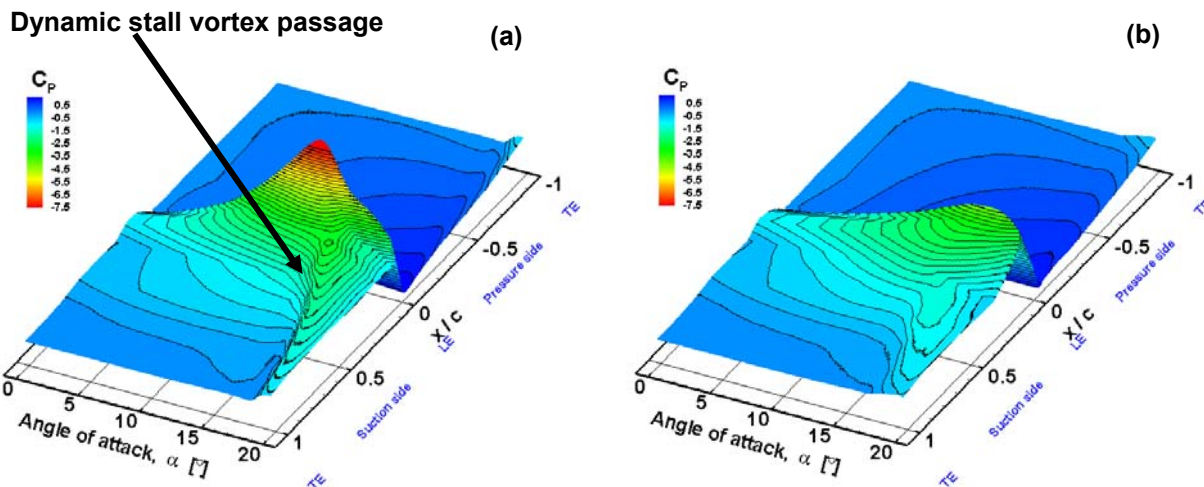 Dynamic stall vortex passage
(a)
C_P
0.5
-0.5
-1.5
-2.5
-3.5
-4.5
-5.5
-6.5
-7.5
0
5
10
15
20
Angle of attack, α [°]
1
0.5
0
-0.5
-1
X / c
TE
Suction side
LE
Pressure side
TE
(b)
C_P
0.5
-0.5
-1.5
-2.5
-3.5
-4.5
-5.5
-6.5
-7.5
0
5
10
15
20
Angle of attack, α [°]
1
0.5
0
-0.5
-1
X / c
TE
Suction side
LE
Pressure side
TE